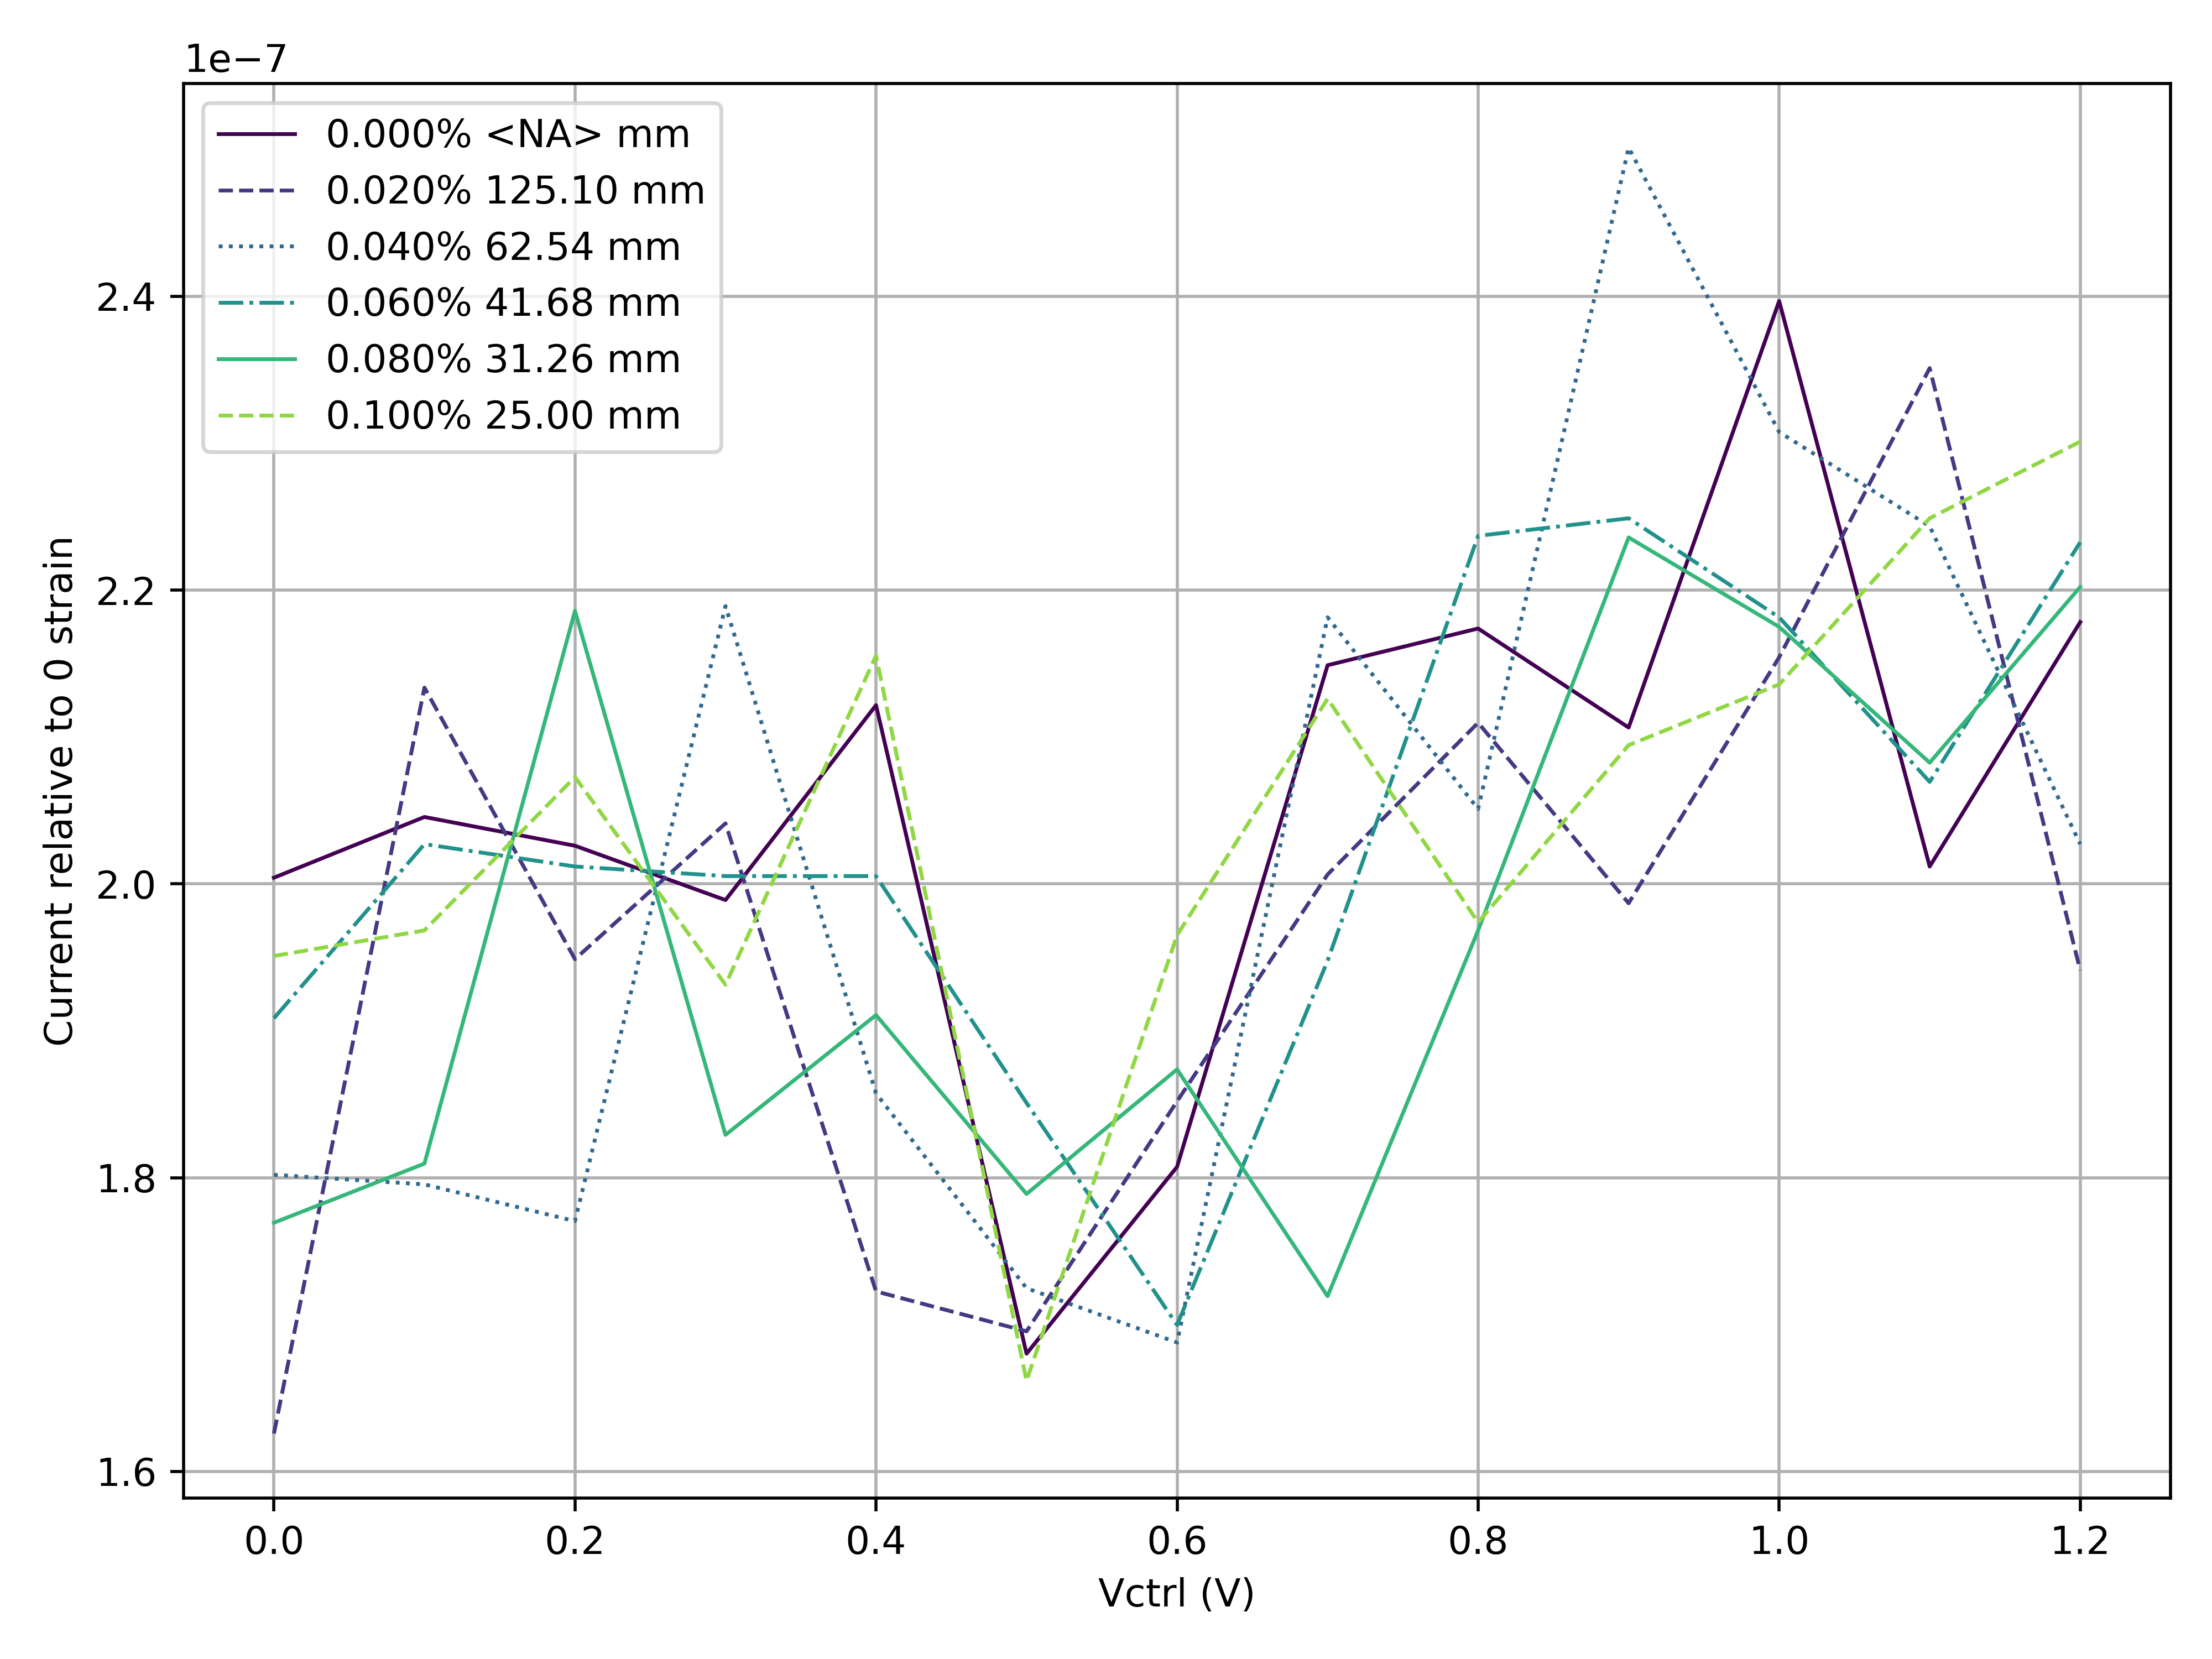 1e−7
0.000% <NA> mm
0.020% 125.10 mm
0.040% 62.54 mm
0.060% 41.68 mm
0.080% 31.26 mm
0.100% 25.00 mm
2.4
2.2
2.0
1.8
1.6
Current relative to 0 strain
0.0 0.2 0.4 0.6 0.8 1.0 1.2
Vctrl (V)